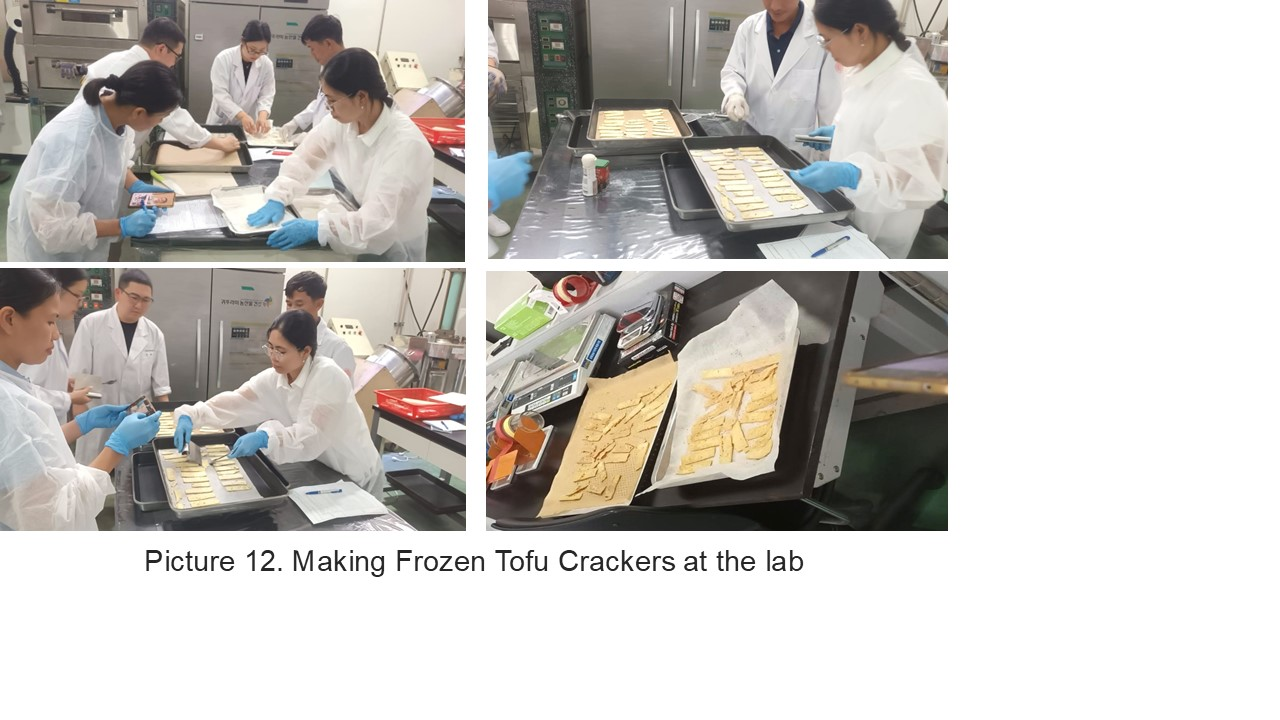 Picture 12. Making Frozen Tofu Crackers at the lab